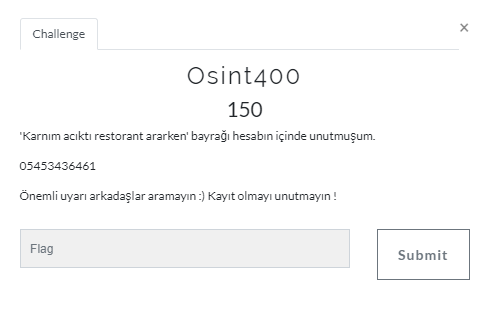 Challenge
×
Osint400
150
'Karnım acıktı restorant ararken' bayrağı hesabın içinde unutmuşum.
05453436461
Önemli uyarı arkadaşlar aramayın :) Kayıt olmayı unutmayın !
Flag
Submit